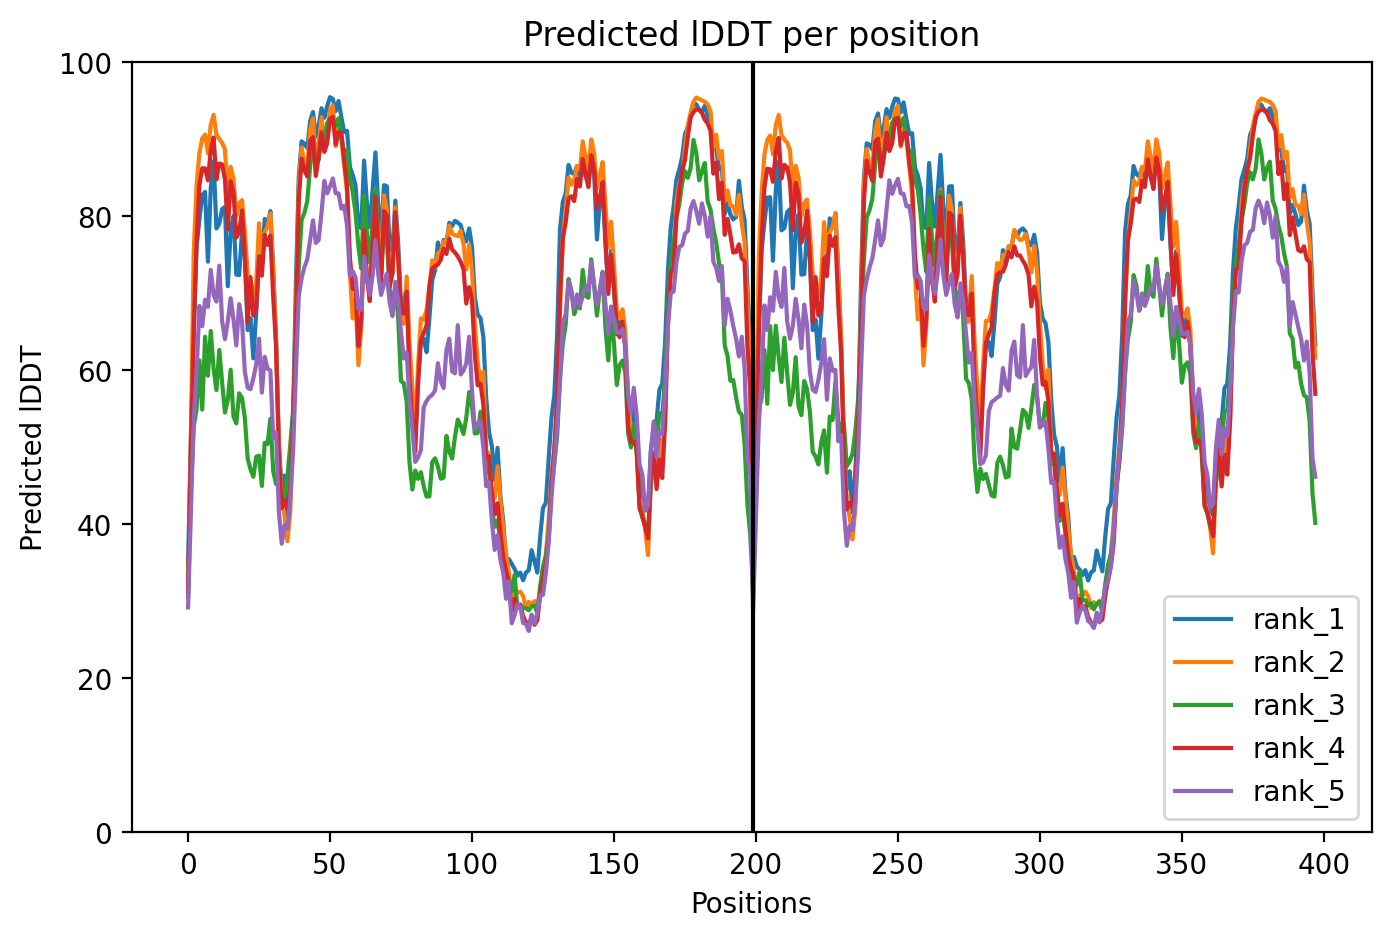 Predicted lDDT per position
100
80
60
40
20
0
Predicted lDDT
0 50 100 150 200 250 300 350 400
Positions
rank_1
rank_2
rank_3
rank_4
rank_5